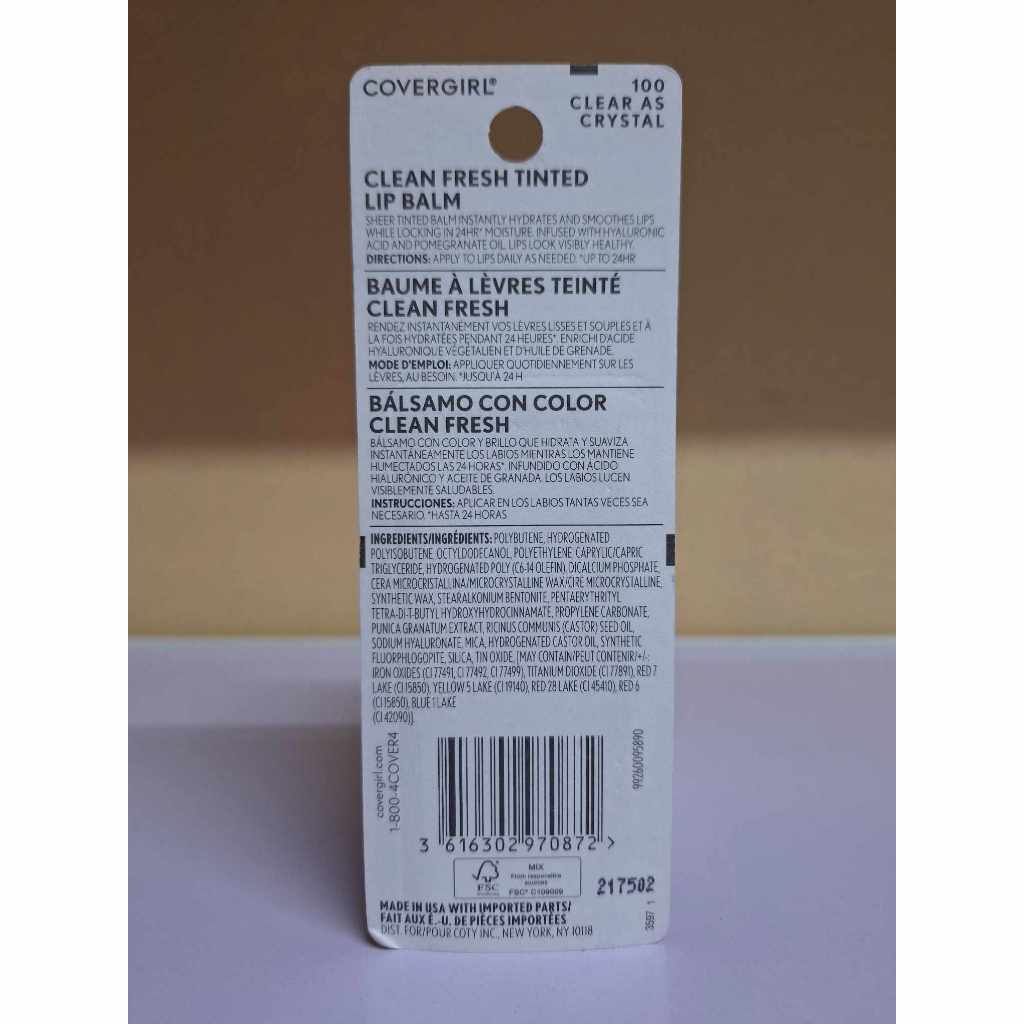 COVERGIRL®
100
CLEAR AS
CRYSTAL
CLEAN FRESH TINTED
LIP BALM
SHEER TINTED BALM INSTANTLY HYDRATES AND SMOOTHES LIPS
WHILE LOCKING IN 24HR* MOISTURE. INFUSED WITH HYALURONIC
ACID AND POMEGRANATE OIL. LIPS LOOK VISIBLY HEALTHY.
DIRECTIONS: APPLY TO LIPS DAILY AS NEEDED. *UP TO 24HR
BAUME À LÈVRES TEINTÉ
CLEAN FRESH
RENDEZ INSTANTANÉMENT VOS LÈVRES LISSES ET SOUPLES ET À
LA FOIS HYDRATÉES PENDANT 24 HEURES*. ENRICHI D'ACIDE
HYALURONIQUE VÉGÉTALIEN ET D'HUILE DE GRENADE.
MODE D'EMPLOI: APPLIQUER QUOTIDIENNEMENT SUR LES
LÈVRES, AU BESOIN. *JUSQU'À 24 H
BÁLSAMO CON COLOR
CLEAN FRESH
BÁLSAMO CON COLOR Y BRILLO QUE HIDRATA Y SUAVIZA
INSTANTÁNEAMENTE LOS LABIOS MIENTRAS LOS MANTIENE
HUMECTADOS LAS 24 HORAS*. INFUNDIDO CON ÁCIDO
HIALURÓNICO Y ACEITE DE GRANADA. LOS LABIOS LUCEN
VISIBLEMENTE SALUDABLES.
INSTRUCCIONES: APLICAR EN LOS LABIOS TANTAS VECES SEA
NECESARIO. *HASTA 24 HORAS
INGREDIENTS/INGRÉDIENTS: POLYBUTENE, HYDROGENATED
POLYISOBUTENE, OCTYLDODECANOL, POLYETHYLENE, CAPRYLIC/CAPRIC
TRIGLYCERIDE, HYDROGENATED POLY (C6-14 OLEFIN), DICALCIUM PHOSPHATE,
CERA MICROCRISTALLINA/MICROCRYSTALLINE WAX/CIRE MICROCRYSTALLINE,
SYNTHETIC WAX, STEARALKONIUM BENTONITE, PENTAERYTHRITYL
TETRA-DI-T-BUTYL HYDROXYHYDROCINNAMATE, PROPYLENE CARBONATE,
PUNICA GRANATUM EXTRACT, RICINUS COMMUNIS (CASTOR) SEED OIL,
SODIUM HYALURONATE, MICA, HYDROGENATED CASTOR OIL, SYNTHETIC
FLUORPHLOGOPITE, SILICA, TIN OXIDE, [MAY CONTAIN/PEUT CONTENIR/+/-:
IRON OXIDES (CI 77491, CI 77492, CI 77499), TITANIUM DIOXIDE (CI 77891), RED 7
LAKE (CI 15850), YELLOW 5 LAKE (CI 19140), RED 28 LAKE (CI 45410), RED 6
(CI 15850), BLUE 1 LAKE
(CI 42090)].
covergirl.com
1-800-4COVER4
99260095890
3 616302 970872 >
FSC
MIX
From responsible
sources
FSC® C109009
217502
3597 1
MADE IN USA WITH IMPORTED PARTS/
FAIT AUX É.-U. DE PIÈCES IMPORTÉES
DIST. FOR/POUR COTY INC., NEW YORK, NY 10118